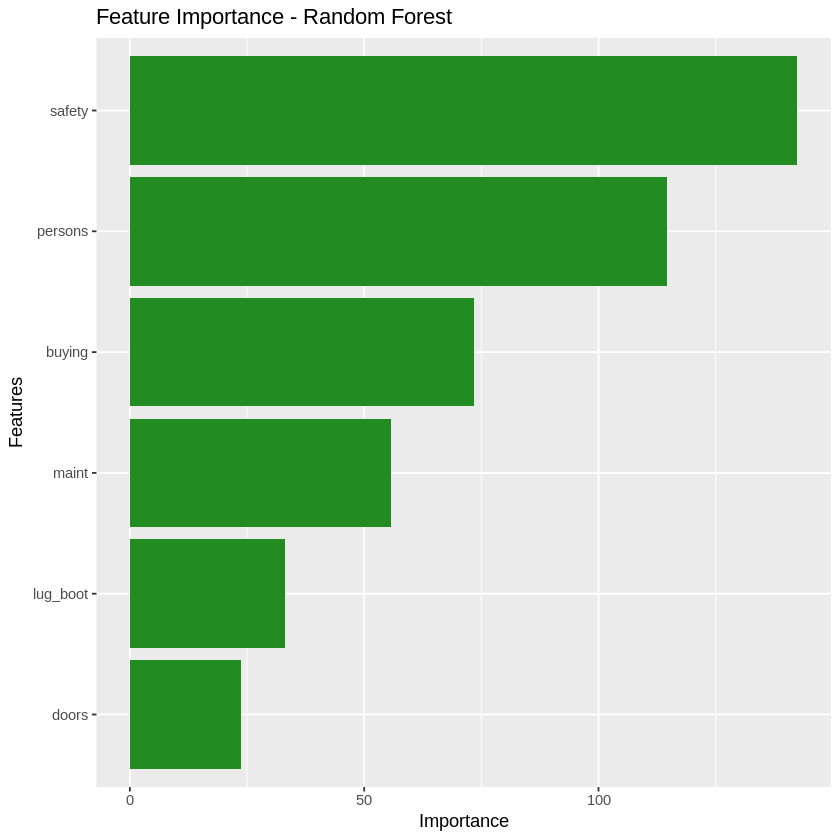 Feature Importance - Random Forest
safety
persons
buying
maint
lug_boot
doors
Features
0 50 100
Importance